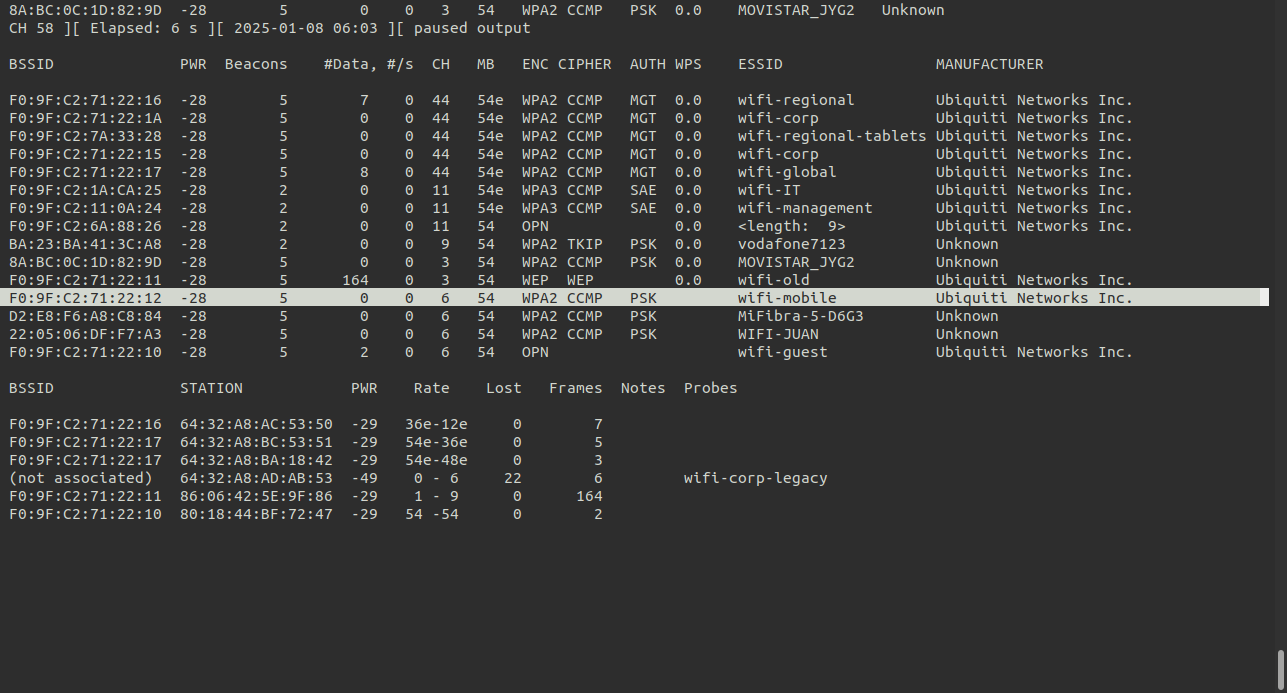 8A:BC:0C:1D:82:9D  -28        5        0    0   3   54   WPA2 CCMP   PSK  0.0    MOVISTAR_JYG2   Unknown
CH 58 ][ Elapsed: 6 s ][ 2025-01-08 06:03 ][ paused output
BSSID              PWR  Beacons    #Data, #/s  CH   MB   ENC CIPHER  AUTH WPS    ESSID                 MANUFACTURER
F0:9F:C2:71:22:16  -28        5        7    0  44   54e  WPA2 CCMP   MGT  0.0    wifi-regional         Ubiquiti Networks Inc.
F0:9F:C2:71:22:1A  -28        5        0    0  44   54e  WPA2 CCMP   MGT  0.0    wifi-corp             Ubiquiti Networks Inc.
F0:9F:C2:7A:33:28  -28        5        0    0  44   54e  WPA2 CCMP   MGT  0.0    wifi-regional-tablets Ubiquiti Networks Inc.
F0:9F:C2:71:22:15  -28        5        0    0  44   54e  WPA2 CCMP   MGT  0.0    wifi-corp             Ubiquiti Networks Inc.
F0:9F:C2:71:22:17  -28        5        8    0  44   54e  WPA2 CCMP   MGT  0.0    wifi-global           Ubiquiti Networks Inc.
F0:9F:C2:1A:CA:25  -28        2        0    0  11   54e  WPA3 CCMP   SAE  0.0    wifi-IT               Ubiquiti Networks Inc.
F0:9F:C2:11:0A:24  -28        2        0    0  11   54e  WPA3 CCMP   SAE  0.0    wifi-management       Ubiquiti Networks Inc.
F0:9F:C2:6A:88:26  -28        2        0    0  11   54   OPN              0.0    <length:  9>          Ubiquiti Networks Inc.
BA:23:BA:41:3C:A8  -28        2        0    0   9   54   WPA2 TKIP   PSK  0.0    vodafone7123          Unknown
8A:BC:0C:1D:82:9D  -28        5        0    0   3   54   WPA2 CCMP   PSK  0.0    MOVISTAR_JYG2         Unknown
F0:9F:C2:71:22:11  -28        5      164    0   3   54   WEP  WEP         0.0    wifi-old              Ubiquiti Networks Inc.
F0:9F:C2:71:22:12  -28        5        0    0   6   54   WPA2 CCMP   PSK         wifi-mobile           Ubiquiti Networks Inc.
D2:E8:F6:A8:C8:84  -28        5        0    0   6   54   WPA2 CCMP   PSK         MiFibra-5-D6G3        Unknown
22:05:06:DF:F7:A3  -28        5        0    0   6   54   WPA2 CCMP   PSK         WIFI-JUAN             Unknown
F0:9F:C2:71:22:10  -28        5        2    0   6   54   OPN                     wifi-guest            Ubiquiti Networks Inc.
BSSID              STATION            PWR    Rate    Lost   Frames  Notes  Probes
F0:9F:C2:71:22:16  64:32:A8:AC:53:50  -29   36e-12e     0        7
F0:9F:C2:71:22:17  64:32:A8:BC:53:51  -29   54e-36e     0        5
F0:9F:C2:71:22:17  64:32:A8:BA:18:42  -29   54e-48e     0        3
(not associated)   64:32:A8:AD:AB:53  -49    0 - 6     22        6         wifi-corp-legacy
F0:9F:C2:71:22:11  86:06:42:5E:9F:86  -29    1 - 9      0      164
F0:9F:C2:71:22:10  80:18:44:BF:72:47  -29   54 -54      0        2